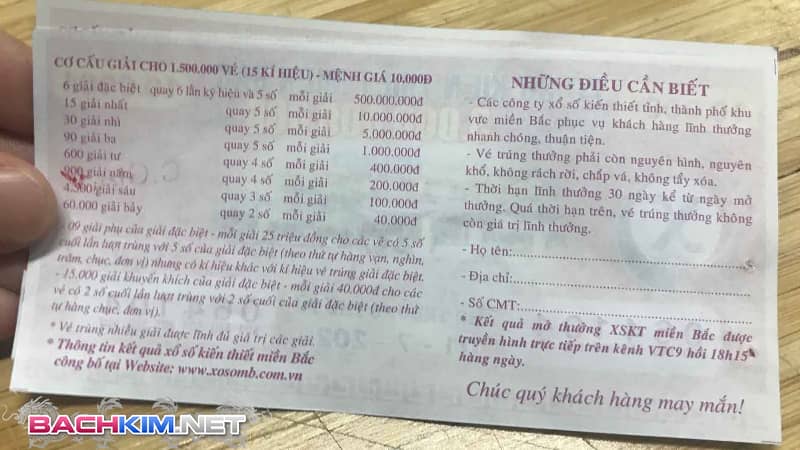 CƠ CẤU GIẢI CHO 1.500.000 VÉ (15 KÍ HIỆU) - MỆNH GIÁ 10.000Đ
6 giải đặc biệt quay 6 lần ký hiệu và 5 số mỗi giải 500.000.000đ
15 giải nhất quay 5 số mỗi giải 10.000.000đ
30 giải nhì quay 5 số mỗi giải 5.000.000đ
90 giải ba quay 5 số mỗi giải 1.000.000đ
600 giải tư quay 4 số mỗi giải 400.000đ
900 giải năm quay 4 số mỗi giải 200.000đ
4.500 giải sáu quay 3 số mỗi giải 100.000đ
60.000 giải bảy quay 2 số mỗi giải 40.000đ
- 09 giải phụ của giải đặc biệt - mỗi giải 25 triệu đồng cho các vé có 5 số
cuối lần lượt trùng với 5 số của giải đặc biệt (theo thứ tự hàng vạn, nghìn,
trăm, chục, đơn vị) nhưng có kí hiệu khác với kí hiệu vé trúng giải đặc biệt.
- 15.000 giải khuyến khích của giải đặc biệt - mỗi giải 40.000đ cho các
vé có 2 số cuối lần lượt trùng với 2 số cuối của giải đặc biệt (theo thứ
tự hàng chục, đơn vị).
* Vé trúng nhiều giải được lĩnh đủ giá trị các giải.
* Thông tin kết quả xổ số kiến thiết miền Bắc
công bố tại Website: www.xosomb.com.vn
NHỮNG ĐIỀU CẦN BIẾT
- Các công ty xổ số kiến thiết tỉnh, thành phố khu
vực miền Bắc phục vụ khách hàng lĩnh thưởng
nhanh chóng, thuận tiện.
- Vé trúng thưởng phải còn nguyên hình, nguyên
khổ, không rách rời, chấp vá, không tẩy xóa.
- Thời hạn lĩnh thưởng 30 ngày kể từ ngày mở
thưởng. Quá thời hạn trên, vé trúng thưởng không
còn giá trị lĩnh thưởng.
- Họ tên:
- Địa chỉ:
- Số CMT:
* Kết quả mở thưởng XSKT miền Bắc được
truyền hình trực tiếp trên kênh VTC9 hồi 18h15'
hàng ngày.
Chúc quý khách hàng may mắn!
BACHKIM.NET